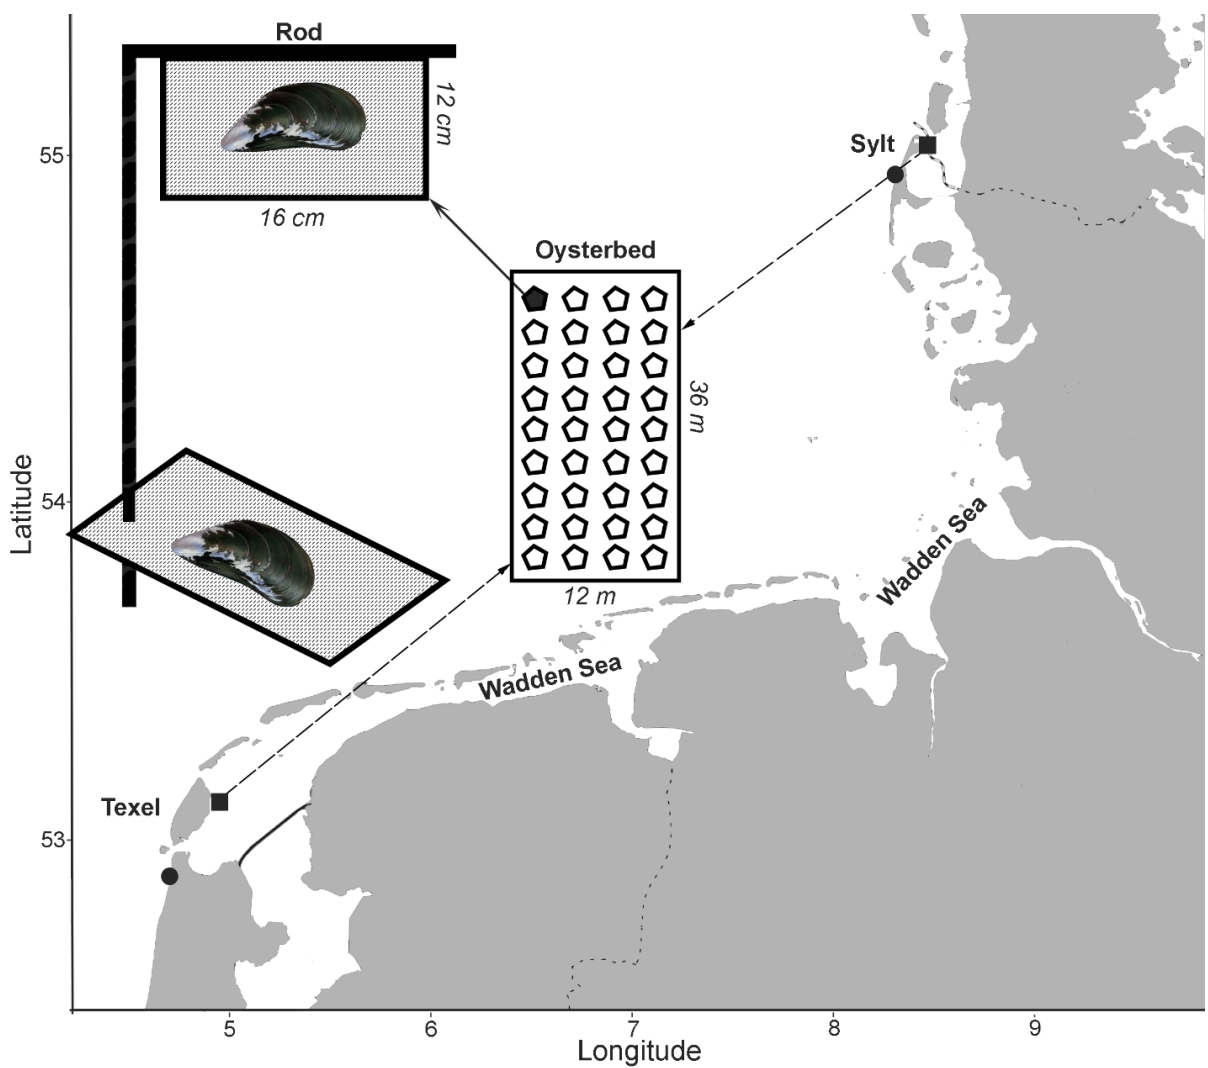 Rod
12 cm
16 cm
Sylt
55
Oysterbed
36 m
Latitude
54
12 m
Wadden Sea
Wadden Sea
Texel
53
5
6
7
8
9
Longitude